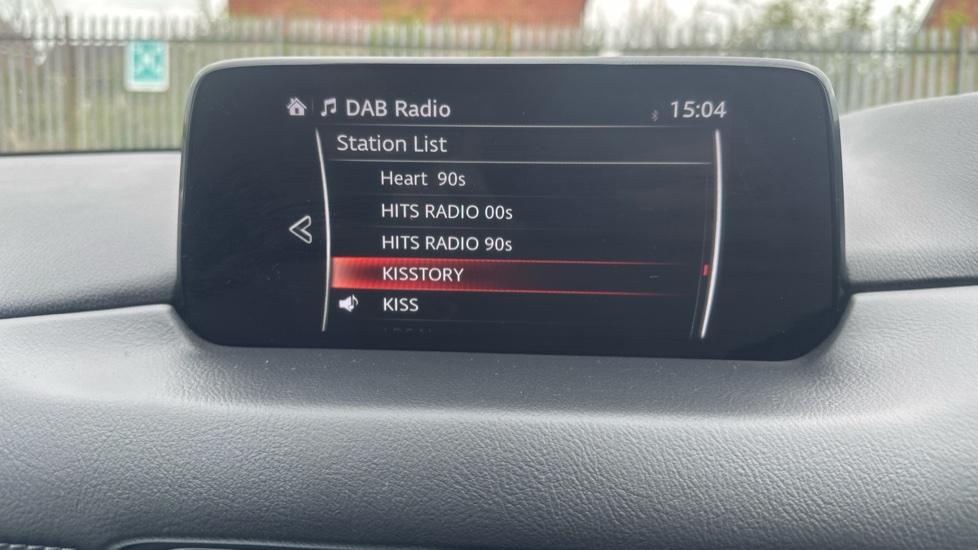 DAB Radio 15:04
Station List
Heart 90s
HITS RADIO 00s
HITS RADIO 90s
KISSTORY
KISS